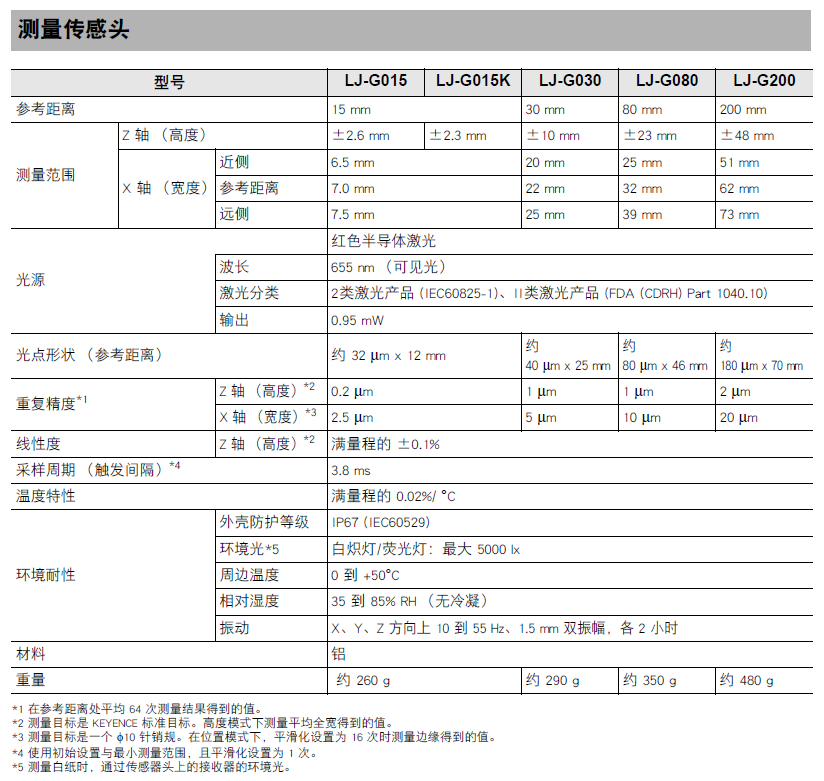 测量传感头
型号 LJ-G015 LJ-G015K LJ-G030 LJ-G080 LJ-G200
参考距离 15 mm 30 mm 80 mm 200 mm
测量范围 Z 轴 (高度) ±2.6 mm ±2.3 mm ±10 mm ±23 mm ±48 mm
X 轴 (宽度) 近侧 6.5 mm 20 mm 25 mm 51 mm
参考距离 7.0 mm 22 mm 32 mm 62 mm
远侧 7.5 mm 25 mm 39 mm 73 mm
光源 红色半导体激光
波长 655 nm (可见光)
激光分类 2类激光产品 (IEC60825-1)、II类激光产品 (FDA (CDRH) Part 1040.10)
输出 0.95 mW
光点形状 (参考距离) 约 32 μm x 12 mm 约 40 μm x 25 mm 约 80 μm x 46 mm 约 180 μm x 70 mm
重复精度*1 Z 轴 (高度)*2 0.2 μm 1 μm 1 μm 2 μm
X 轴 (宽度)*3 2.5 μm 5 μm 10 μm 20 μm
线性度 Z 轴 (高度)*2 满量程的 ±0.1%
采样周期 (触发间隔)*4 3.8 ms
温度特性 满量程的 0.02%/ °C
环境耐性 外壳防护等级 IP67 (IEC60529)
环境光*5 白炽灯/荧光灯: 最大 5000 lx
周边温度 0 到 +50°C
相对湿度 35 到 85% RH (无冷凝)
振动 X、Y、Z 方向上 10 到 55 Hz、1.5 mm 双振幅, 各 2 小时
材料 铝
重量 约 260 g 约 290 g 约 350 g 约 480 g
*1 在参考距离处平均 64 次测量结果得到的值。
*2 测量目标是 KEYENCE 标准目标。高度模式下测量平均全宽得到的值。
*3 测量目标是一个 ϕ10 针销规。在位置模式下，平滑化设置为 16 次时测量边缘得到的值。
*4 使用初始设置与最小测量范围，且平滑化设置为 1 次。
*5 测量白纸时，通过传感器头上的接收器的环境光。